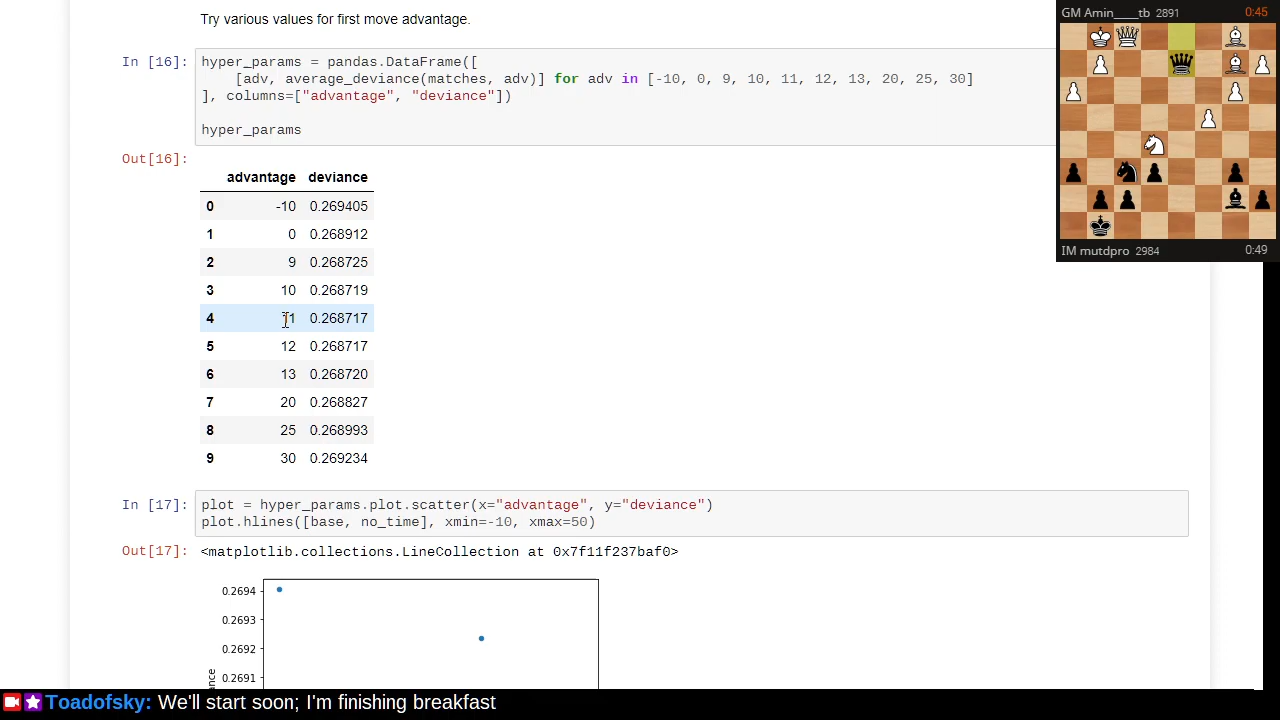 Try various values for first move advantage.
In [16]:
hyper_params = pandas.DataFrame([
[adv, average_deviance(matches, adv)] for adv in [-10, 0, 9, 10, 11, 12, 13, 20, 25, 30]
], columns=["advantage", "deviance"])
hyper_params
Out[16]:
advantage deviance
0 -10 0.269405
1 0 0.268912
2 9 0.268725
3 10 0.268719
4 11 0.268717
5 12 0.268717
6 13 0.268720
7 20 0.268827
8 25 0.268993
9 30 0.269234
In [17]:
plot = hyper_params.plot.scatter(x="advantage", y="deviance")
plot.hlines([base, no_time], xmin=-10, xmax=50)
Out[17]: <matplotlib.collections.LineCollection at 0x7f11f237baf0>
0.2694
0.2693
0.2692
0.2691
GM Amin____tb 2891 0:45
IM mutdpro 2984 0:49
Toadofsky: We'll start soon; I'm finishing breakfast